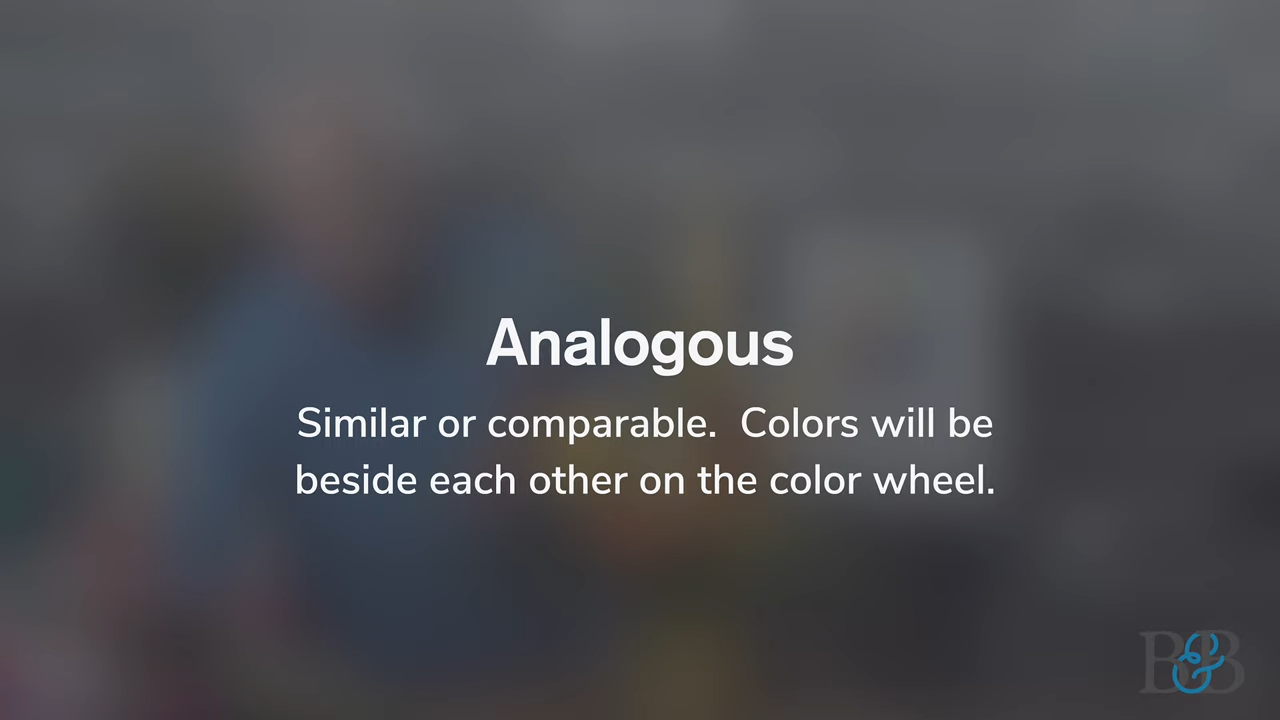 Analogous
Similar or comparable.  Colors will be
beside each other on the color wheel.
B&B